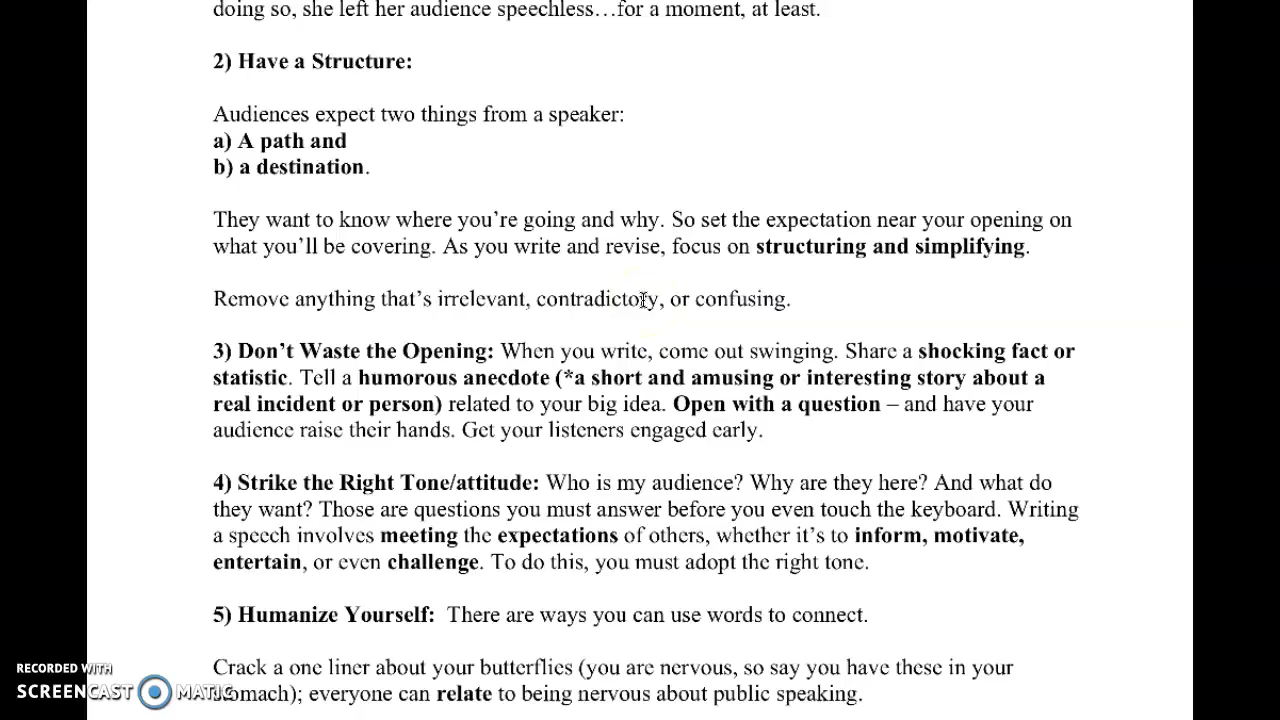 doing so, she left her audience speechless…for a moment, at least.
2) Have a Structure:
Audiences expect two things from a speaker:
a) A path and
b) a destination.
They want to know where you’re going and why. So set the expectation near your opening on
what you’ll be covering. As you write and revise, focus on structuring and simplifying.
Remove anything that’s irrelevant, contradictory, or confusing.
3) Don’t Waste the Opening: When you write, come out swinging. Share a shocking fact or
statistic. Tell a humorous anecdote (*a short and amusing or interesting story about a
real incident or person) related to your big idea. Open with a question – and have your
audience raise their hands. Get your listeners engaged early.
4) Strike the Right Tone/attitude: Who is my audience? Why are they here? And what do
they want? Those are questions you must answer before you even touch the keyboard. Writing
a speech involves meeting the expectations of others, whether it’s to inform, motivate,
entertain, or even challenge. To do this, you must adopt the right tone.
5) Humanize Yourself: There are ways you can use words to connect.
Crack a one liner about your butterflies (you are nervous, so say you have these in your
stomach); everyone can relate to being nervous about public speaking.
RECORDED WITH
SCREENCAST MATIC